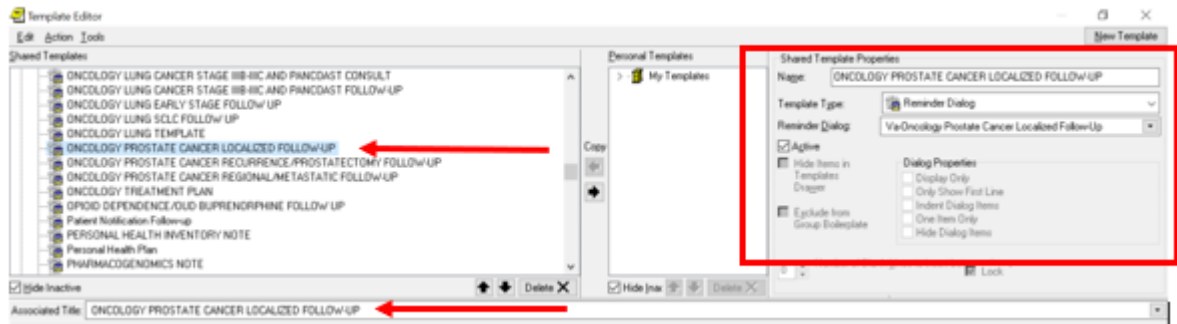 Template Editor
Edit Action Tools
New Template
Shared Templates
ONCOLOGY LUNG CANCER STAGE IIIB-IIIC AND PANCOAST CONSULT
ONCOLOGY LUNG CANCER STAGE IIIB-IIIC AND PANCOAST FOLLOW-UP
ONCOLOGY LUNG EARLY STAGE FOLLOW UP
ONCOLOGY LUNG SCLC FOLLOW UP
ONCOLOGY LUNG TEMPLATE
ONCOLOGY PROSTATE CANCER LOCALIZED FOLLOW-UP
ONCOLOGY PROSTATE CANCER RECURRENCE/PROSTATECTOMY FOLLOW-UP
ONCOLOGY PROSTATE CANCER REGIONAL/METASTATIC FOLLOW-UP
ONCOLOGY TREATMENT PLAN
OPIOID DEPENDENCE/OUD BUPRENORPHINE FOLLOW UP
Patient Notification Follow-up
PERSONAL HEALTH INVENTORY NOTE
Personal Health Plan
PHARMACOGENOMICS NOTE
Hide Inactive
Delete
Copy
Personal Templates
My Templates
Hide Inac
Delete
Shared Template Properties
Name: ONCOLOGY PROSTATE CANCER LOCALIZED FOLLOW-UP
Template Type: Reminder Dialog
Reminder Dialog: Va-Oncology Prostate Cancer Localized Follow-Up
Active
Hide Items in
Templates
Drawer
Exclude from
Group Boilerplate
Dialog Properties
Display Only
Only Show First Line
Indent Dialog Items
One Item Only
Hide Dialog Items
0
Lock
Associated Title: ONCOLOGY PROSTATE CANCER LOCALIZED FOLLOW-UP